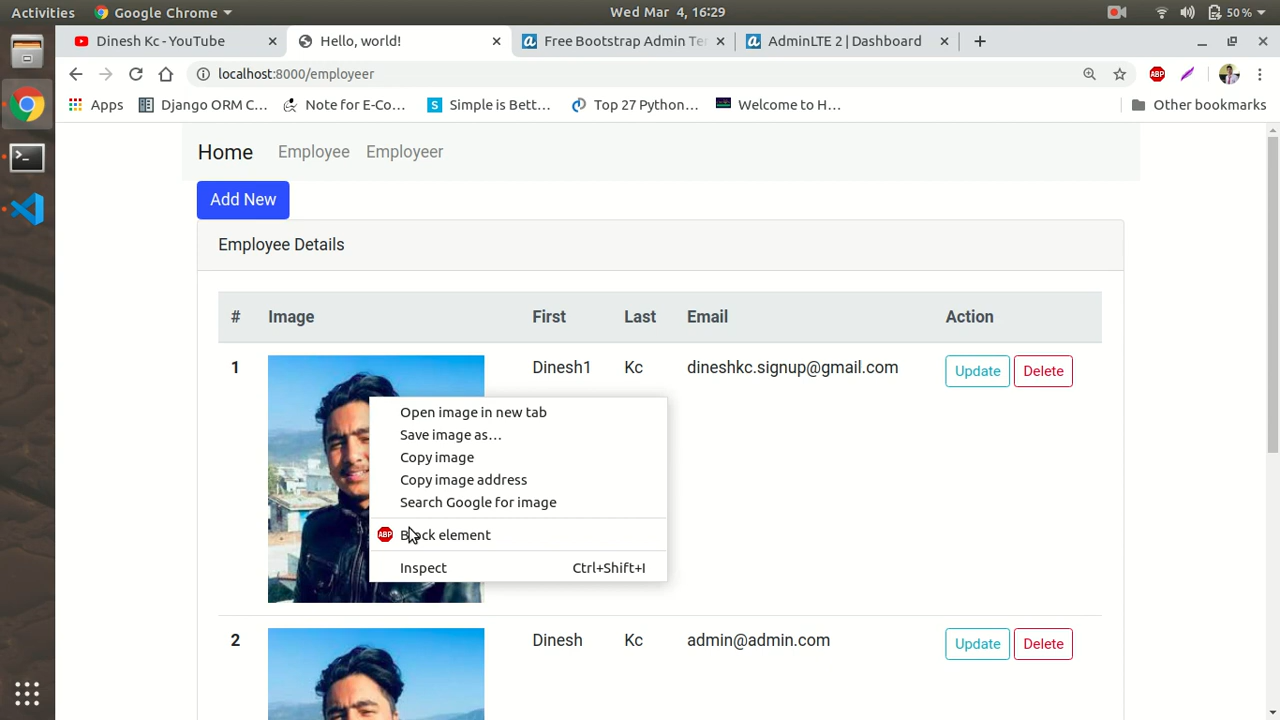 Activities Google Chrome Wed Mar 4, 16:29 50 %
Dinesh Kc - YouTube Hello, world! Free Bootstrap Admin Ter AdminLTE 2 | Dashboard
localhost:8000/employeer ABP
Apps Django ORM C… Note for E-Co… S Simple is Bett… Top 27 Python… Welcome to H… Other bookmarks
Home Employee Employeer
Add New
Employee Details
# Image First Last Email Action
1 Dinesh1 Kc dineshkc.signup@gmail.com Update Delete
Open image in new tab
Save image as…
Copy image
Copy image address
Search Google for image
ABP Block element
Inspect Ctrl+Shift+I
2 Dinesh Kc admin@admin.com Update Delete